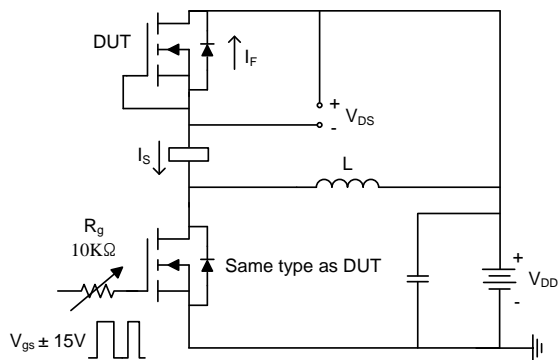 DUT
I_F
+
V_DS
-
I_S
L
R_g
10KΩ
Same type as DUT
+
V_DD
-
V_gs ± 15V